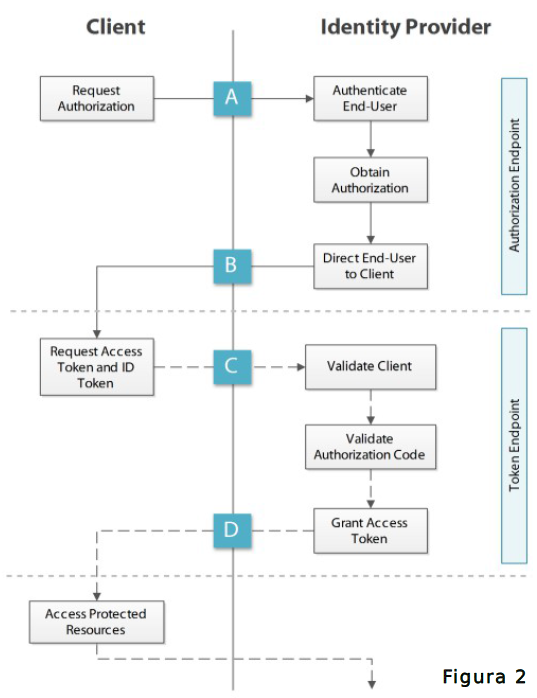 Client
Identity Provider
Request
Authorization
A
Authenticate
End-User
Obtain
Authorization
Authorization Endpoint
B
Direct End-User
to Client
Request Access
Token and ID
Token
C
Validate Client
Validate
Authorization Code
Token Endpoint
D
Grant Access
Token
Access Protected
Resources
Figura 2